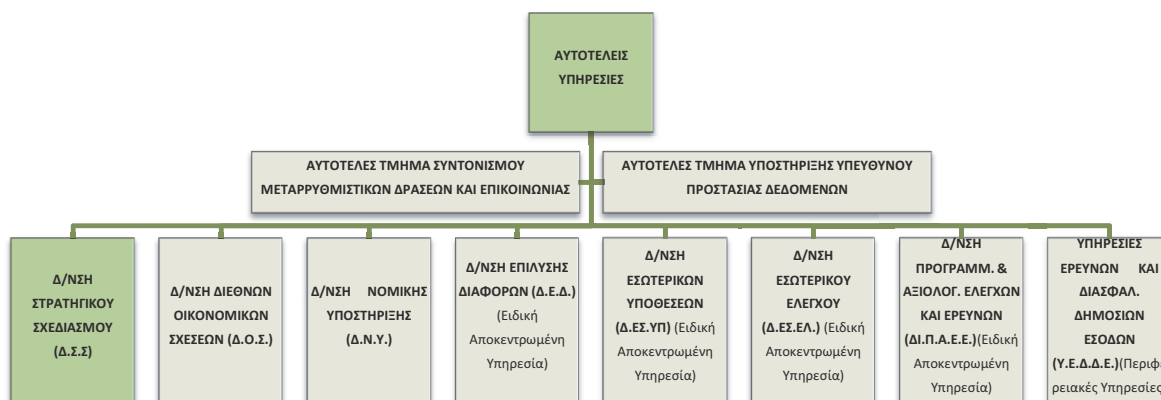 ΑΥΤΟΤΕΛΕΙΣ
ΥΠΗΡΕΣΙΕΣ
ΑΥΤΟΤΕΛΕΣ ΤΜΗΜΑ ΣΥΝΤΟΝΙΣΜΟΥ
ΜΕΤΑΡΡΥΘΜΙΣΤΙΚΩΝ ΔΡΑΣΕΩΝ ΚΑΙ ΕΠΙΚΟΙΝΩΝΙΑΣ
ΑΥΤΟΤΕΛΕΣ ΤΜΗΜΑ ΥΠΟΣΤΗΡΙΞΗΣ ΥΠΕΥΘΥΝΟΥ
ΠΡΟΣΤΑΣΙΑΣ ΔΕΔΟΜΕΝΩΝ
Δ/ΝΣΗ
ΣΤΡΑΤΗΓΙΚΟΥ
ΣΧΕΔΙΑΣΜΟΥ
(Δ.Σ.Σ)
Δ/ΝΣΗ ΔΙΕΘΝΩΝ
ΟΙΚΟΝΟΜΙΚΩΝ
ΣΧΕΣΕΩΝ (Δ.Ο.Σ.)
Δ/ΝΣΗ ΝΟΜΙΚΗΣ
ΥΠΟΣΤΗΡΙΞΗΣ
(Δ.Ν.Υ.)
Δ/ΝΣΗ ΕΠΙΛΥΣΗΣ
ΔΙΑΦΟΡΩΝ (Δ.Ε.Δ.)
(Ειδική
Αποκεντρωμένη
Υπηρεσία)
Δ/ΝΣΗ
ΕΣΩΤΕΡΙΚΩΝ
ΥΠΟΘΕΣΕΩΝ
(Δ.ΕΣ.ΥΠ) (Ειδική
Αποκεντρωμένη
Υπηρεσία)
Δ/ΝΣΗ
ΕΣΩΤΕΡΙΚΟΥ
ΕΛΕΓΧΟΥ
(Δ.ΕΣ.ΕΛ.) (Ειδική
Αποκεντρωμένη
Υπηρεσία)
Δ/ΝΣΗ
ΠΡΟΓΡΑΜΜ. &
ΑΞΙΟΛΟΓ. ΕΛΕΓΧΩΝ
ΚΑΙ ΕΡΕΥΝΩΝ
(ΔΙ.Π.Α.Ε.Ε.)(Ειδική
Αποκεντρωμένη
Υπηρεσία)
ΥΠΗΡΕΣΙΕΣ
ΕΡΕΥΝΩΝ ΚΑΙ
ΔΙΑΣΦΑΛ.
ΔΗΜΟΣΙΩΝ
ΕΣΟΔΩΝ
(Υ.Ε.Δ.Δ.Ε.)(Περιφε
ρειακές Υπηρεσίες